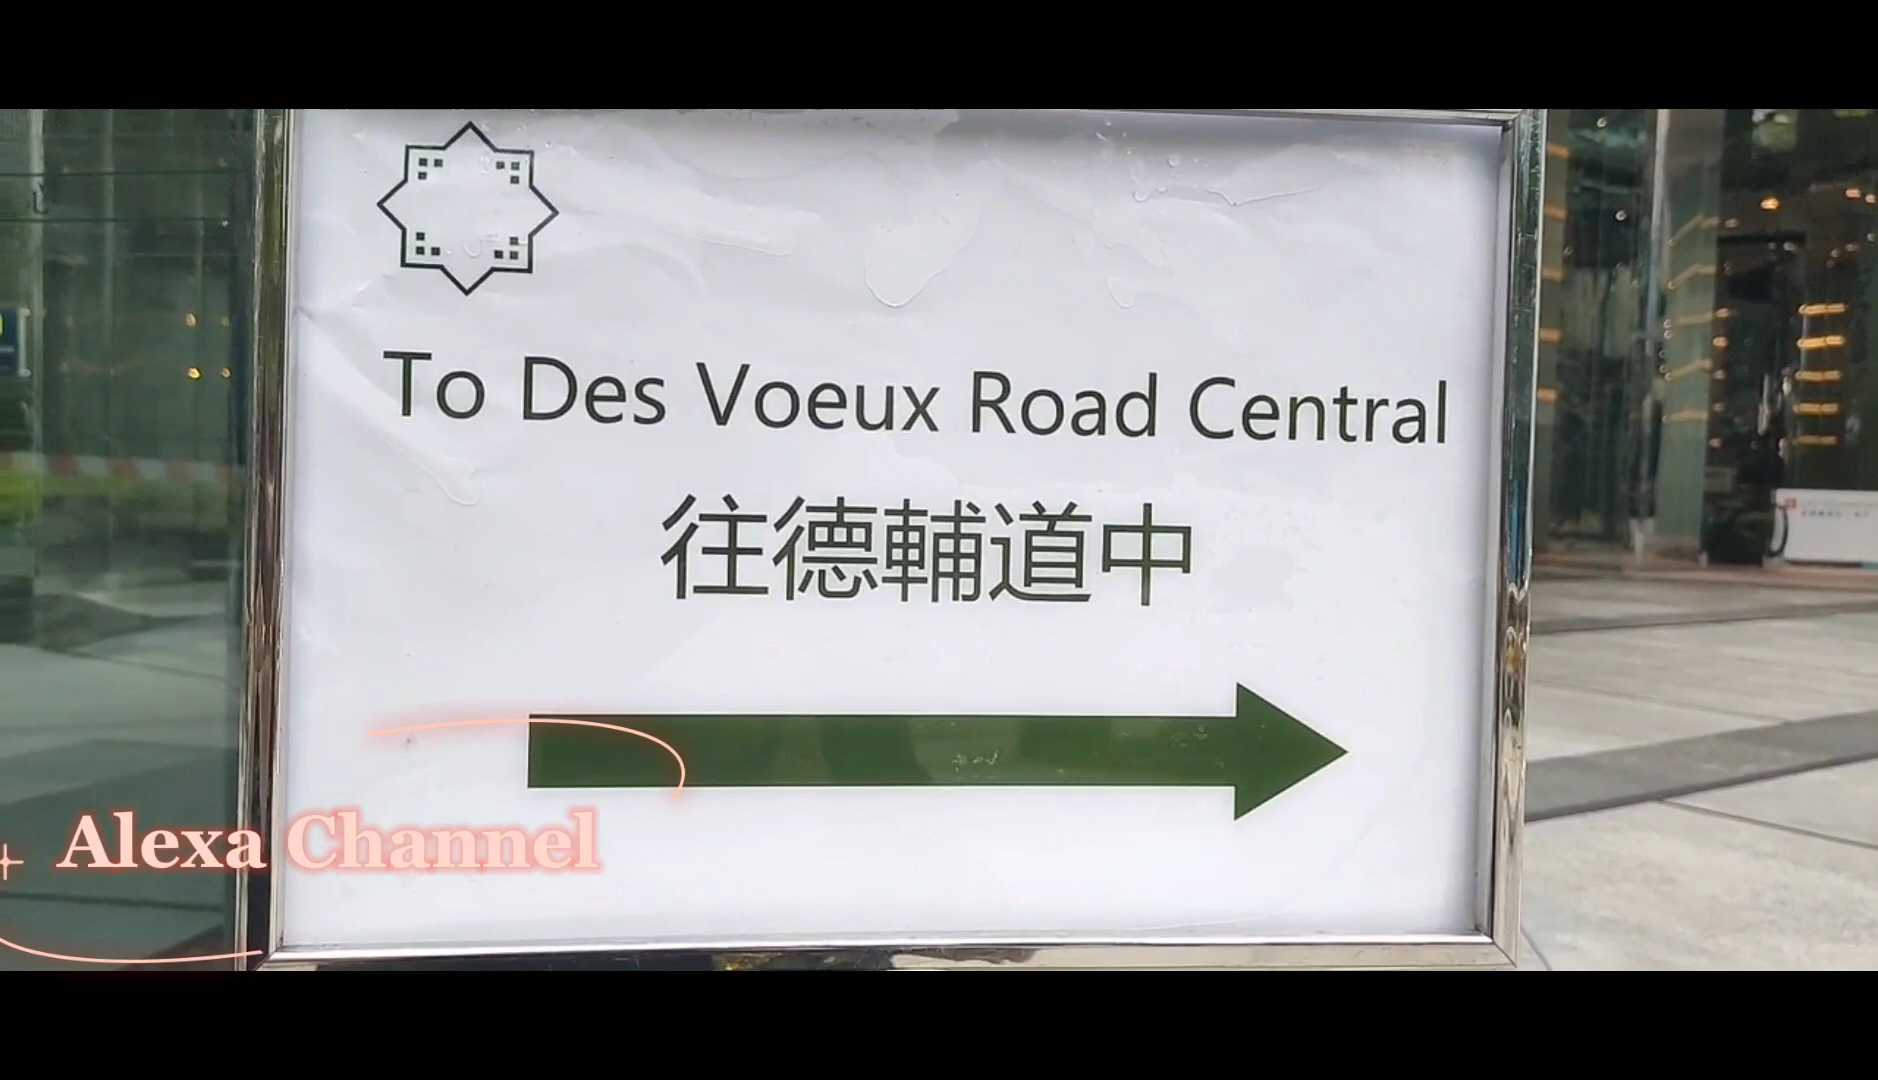 To Des Voeux Road Central
往德輔道中
Alexa Channel